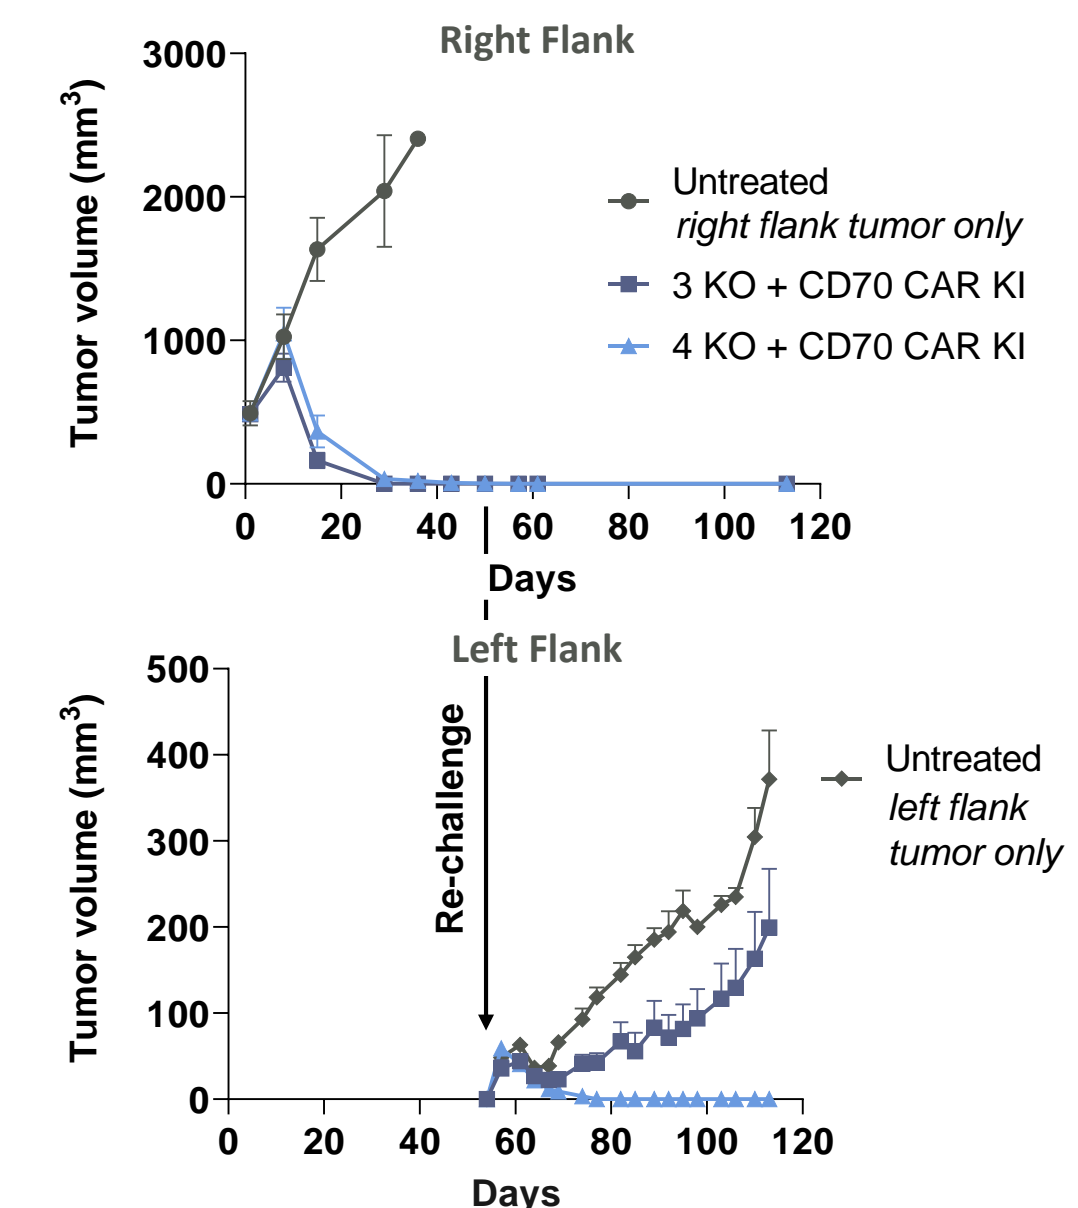 Right Flank
Tumor volume (mm³)
3000
2000
1000
0
0 20 40 60 80 100 120
Days
Untreated
right flank tumor only
3 KO + CD70 CAR KI
4 KO + CD70 CAR KI
Left Flank
Tumor volume (mm³)
500
400
300
200
100
0
0 20 40 60 80 100 120
Days
Re-challenge
Untreated
left flank
tumor only